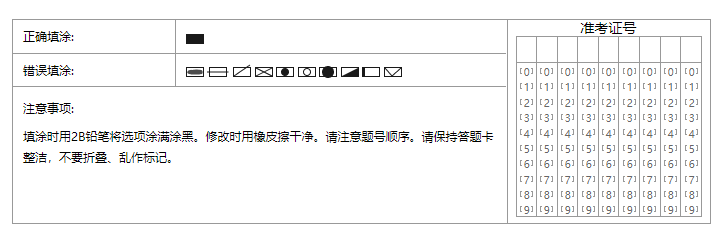 正确填涂:
错误填涂:
注意事项:
填涂时用2B铅笔将选项涂满涂黑。修改时用橡皮擦干净。请注意题号顺序。请保持答题卡
整洁，不要折叠、乱作标记。
准考证号
[0] [0] [0] [0] [0] [0] [0] [0] [0]
[1] [1] [1] [1] [1] [1] [1] [1] [1]
[2] [2] [2] [2] [2] [2] [2] [2] [2]
[3] [3] [3] [3] [3] [3] [3] [3] [3]
[4] [4] [4] [4] [4] [4] [4] [4] [4]
[5] [5] [5] [5] [5] [5] [5] [5] [5]
[6] [6] [6] [6] [6] [6] [6] [6] [6]
[7] [7] [7] [7] [7] [7] [7] [7] [7]
[8] [8] [8] [8] [8] [8] [8] [8] [8]
[9] [9] [9] [9] [9] [9] [9] [9] [9]